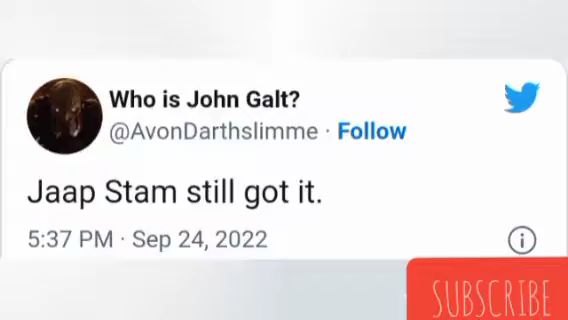 Who is John Galt?
@AvonDarthslimme · Follow
Jaap Stam still got it.
5:37 PM · Sep 24, 2022
SUBSCRIBE